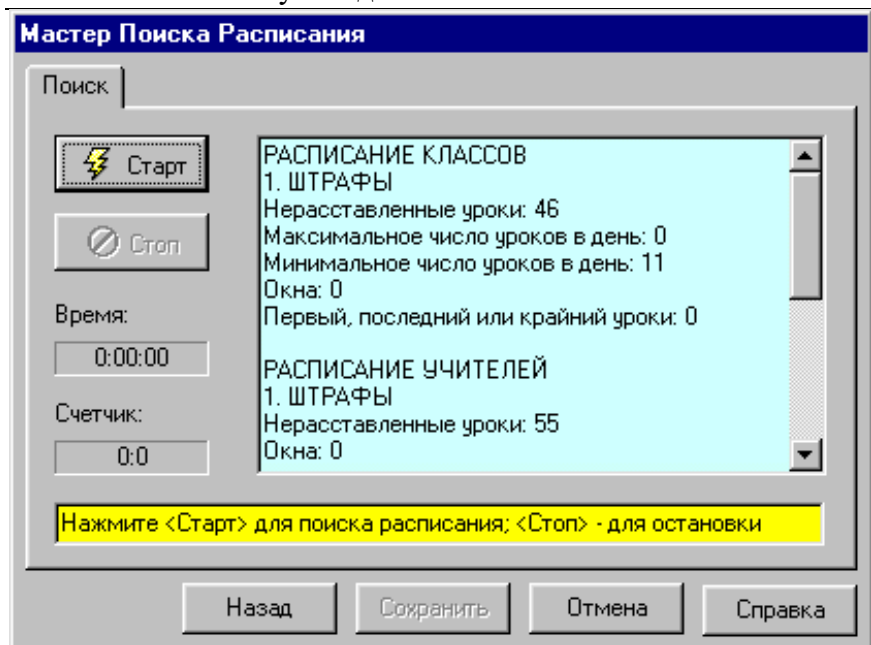 Мастер Поиска Расписания
Поиск
Старт
Стоп
Время:
0:00:00
Счетчик:
0:0
РАСПИСАНИЕ КЛАССОВ
1. ШТРАФЫ
Нерасставленные уроки: 46
Максимальное число уроков в день: 0
Минимальное число уроков в день: 11
Окна: 0
Первый, последний или крайний уроки: 0
РАСПИСАНИЕ УЧИТЕЛЕЙ
1. ШТРАФЫ
Нерасставленные уроки: 55
Окна: 0
Нажмите <Старт> для поиска расписания; <Стоп> - для остановки
Назад
Сохранить
Отмена
Справка